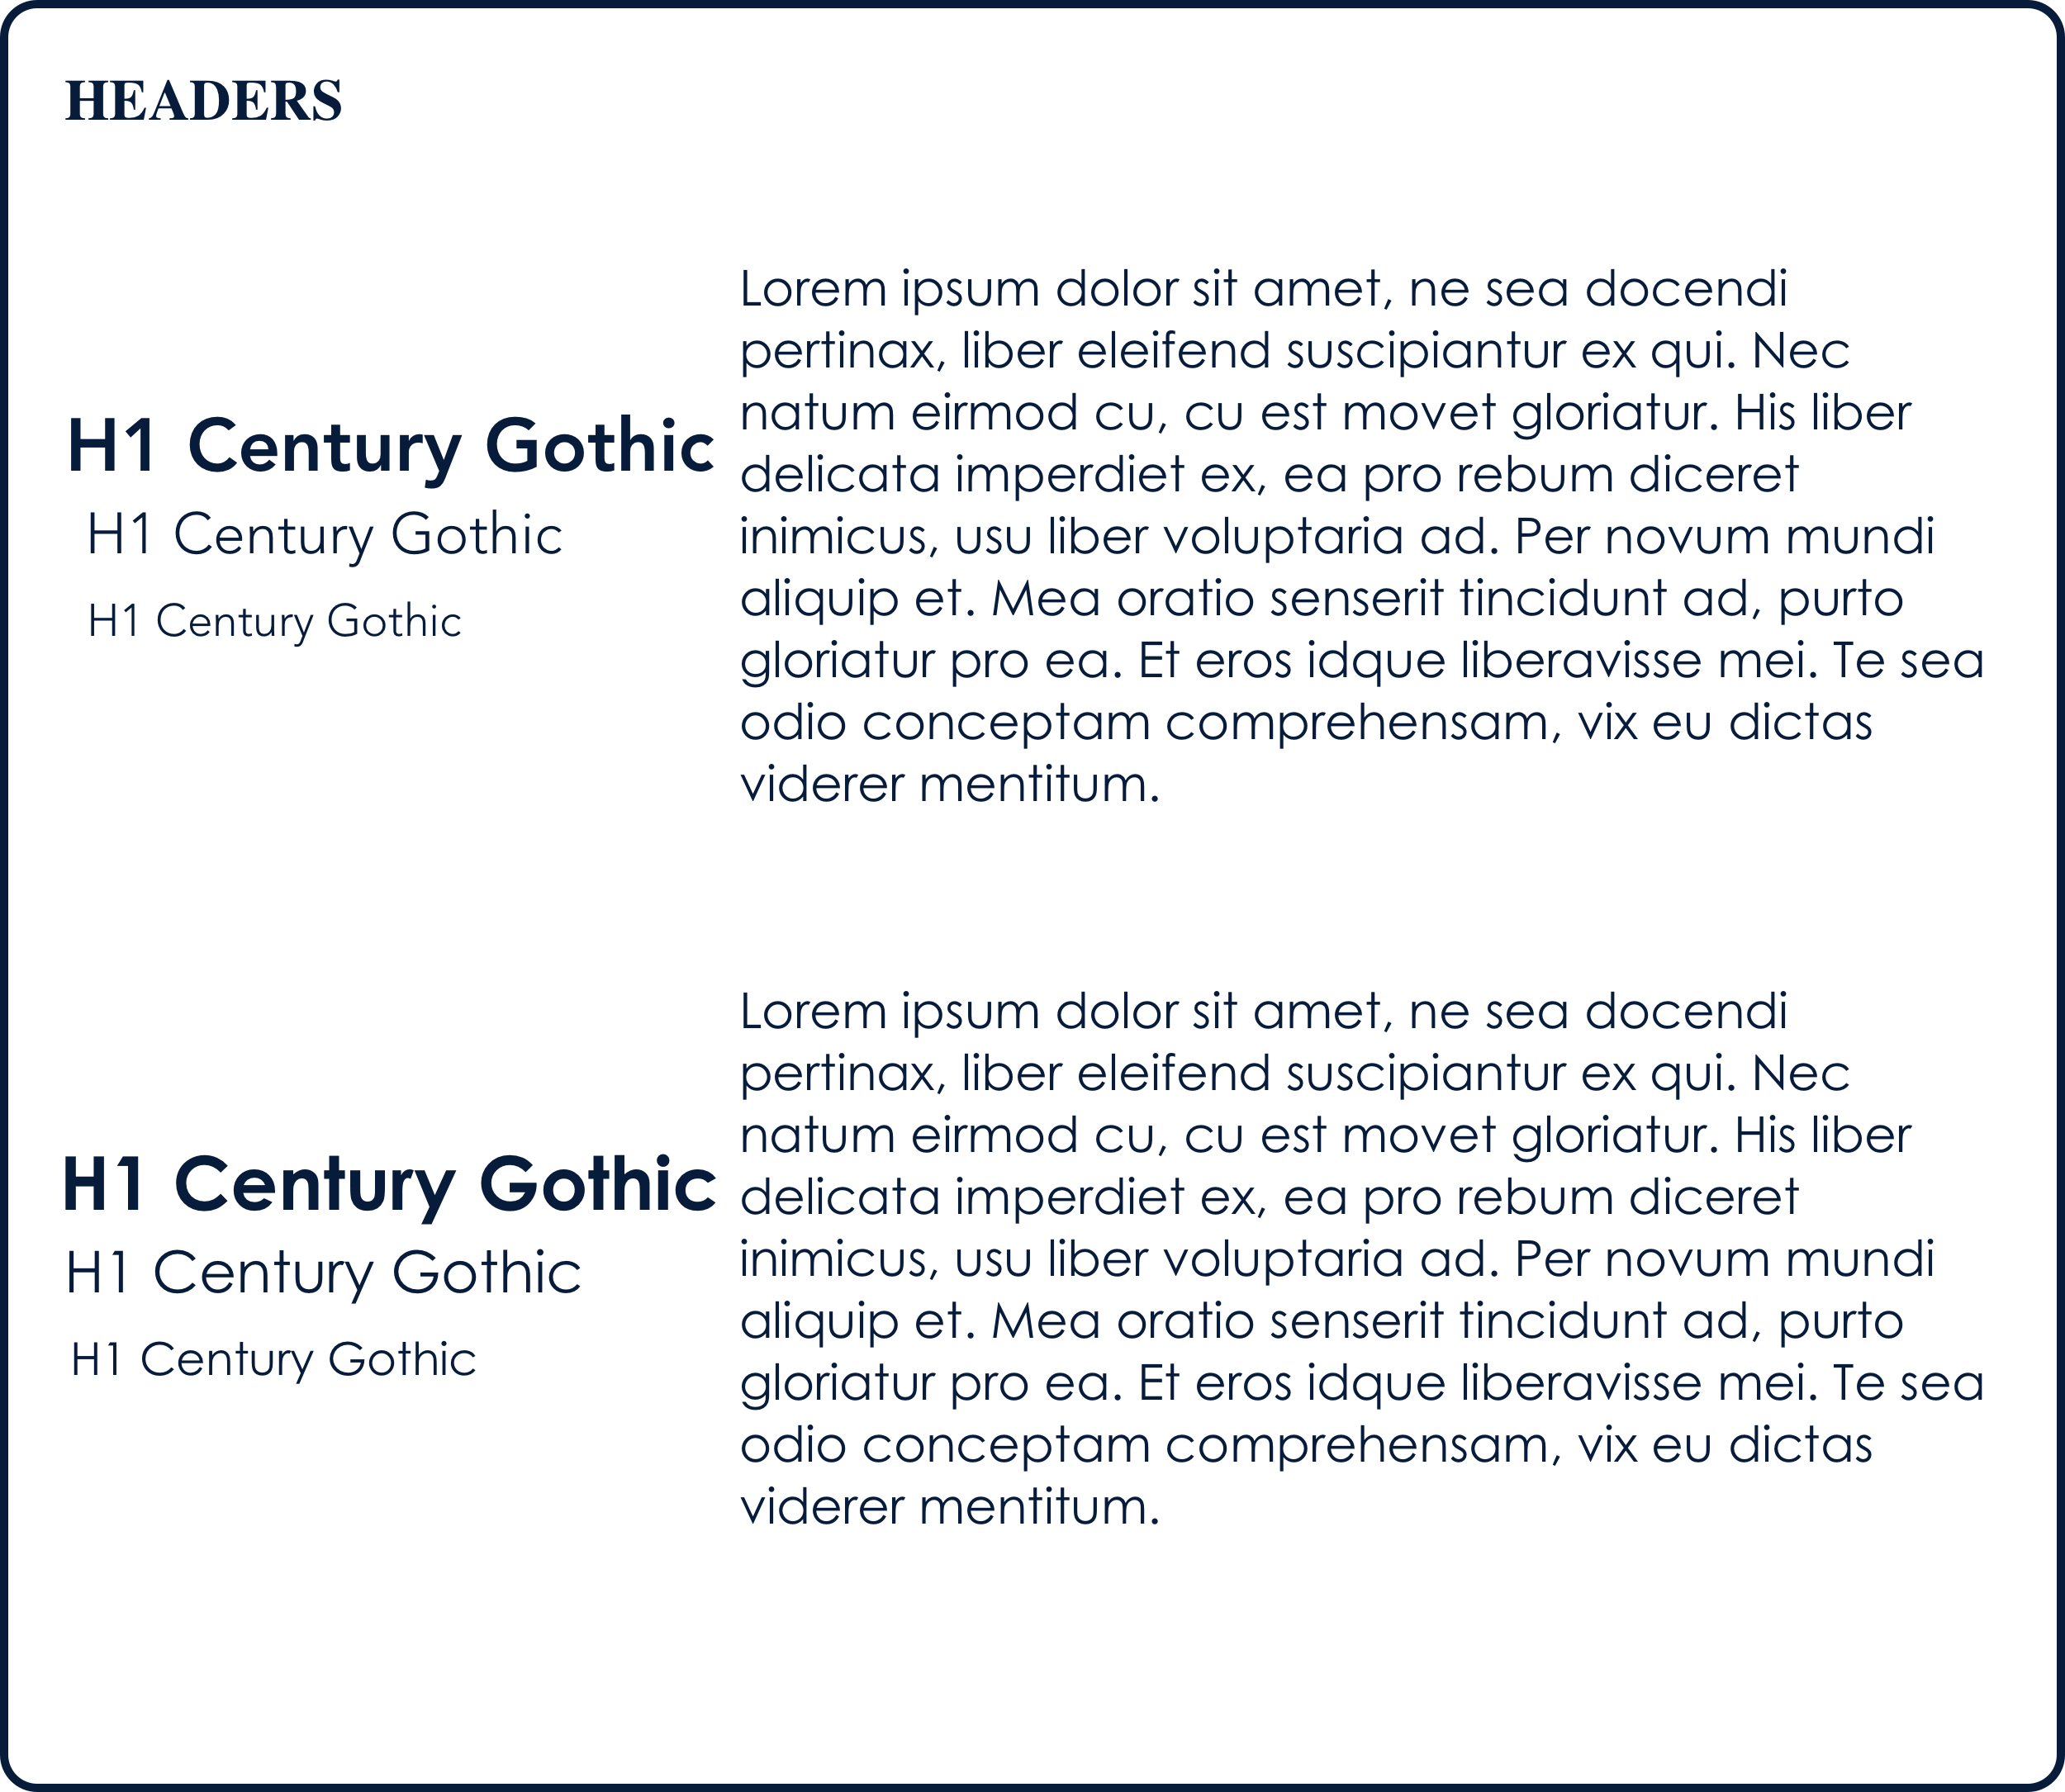 HEADERS
H1 Century Gothic
H1 Century Gothic
H1 Century Gothic
Lorem ipsum dolor sit amet, ne sea docendi
pertinax, liber eleifend suscipiantur ex qui. Nec
natum eirmod cu, cu est movet gloriatur. His liber
delicata imperdiet ex, ea pro rebum diceret
inimicus, usu liber voluptaria ad. Per novum mundi
aliquip et. Mea oratio senserit tincidunt ad, purto
gloriatur pro ea. Et eros idque liberavisse mei. Te sea
odio conceptam comprehensam, vix eu dictas
viderer mentitum.
H1 Century Gothic
H1 Century Gothic
H1 Century Gothic
Lorem ipsum dolor sit amet, ne sea docendi
pertinax, liber eleifend suscipiantur ex qui. Nec
natum eirmod cu, cu est movet gloriatur. His liber
delicata imperdiet ex, ea pro rebum diceret
inimicus, usu liber voluptaria ad. Per novum mundi
aliquip et. Mea oratio senserit tincidunt ad, purto
gloriatur pro ea. Et eros idque liberavisse mei. Te sea
odio conceptam comprehensam, vix eu dictas
viderer mentitum.